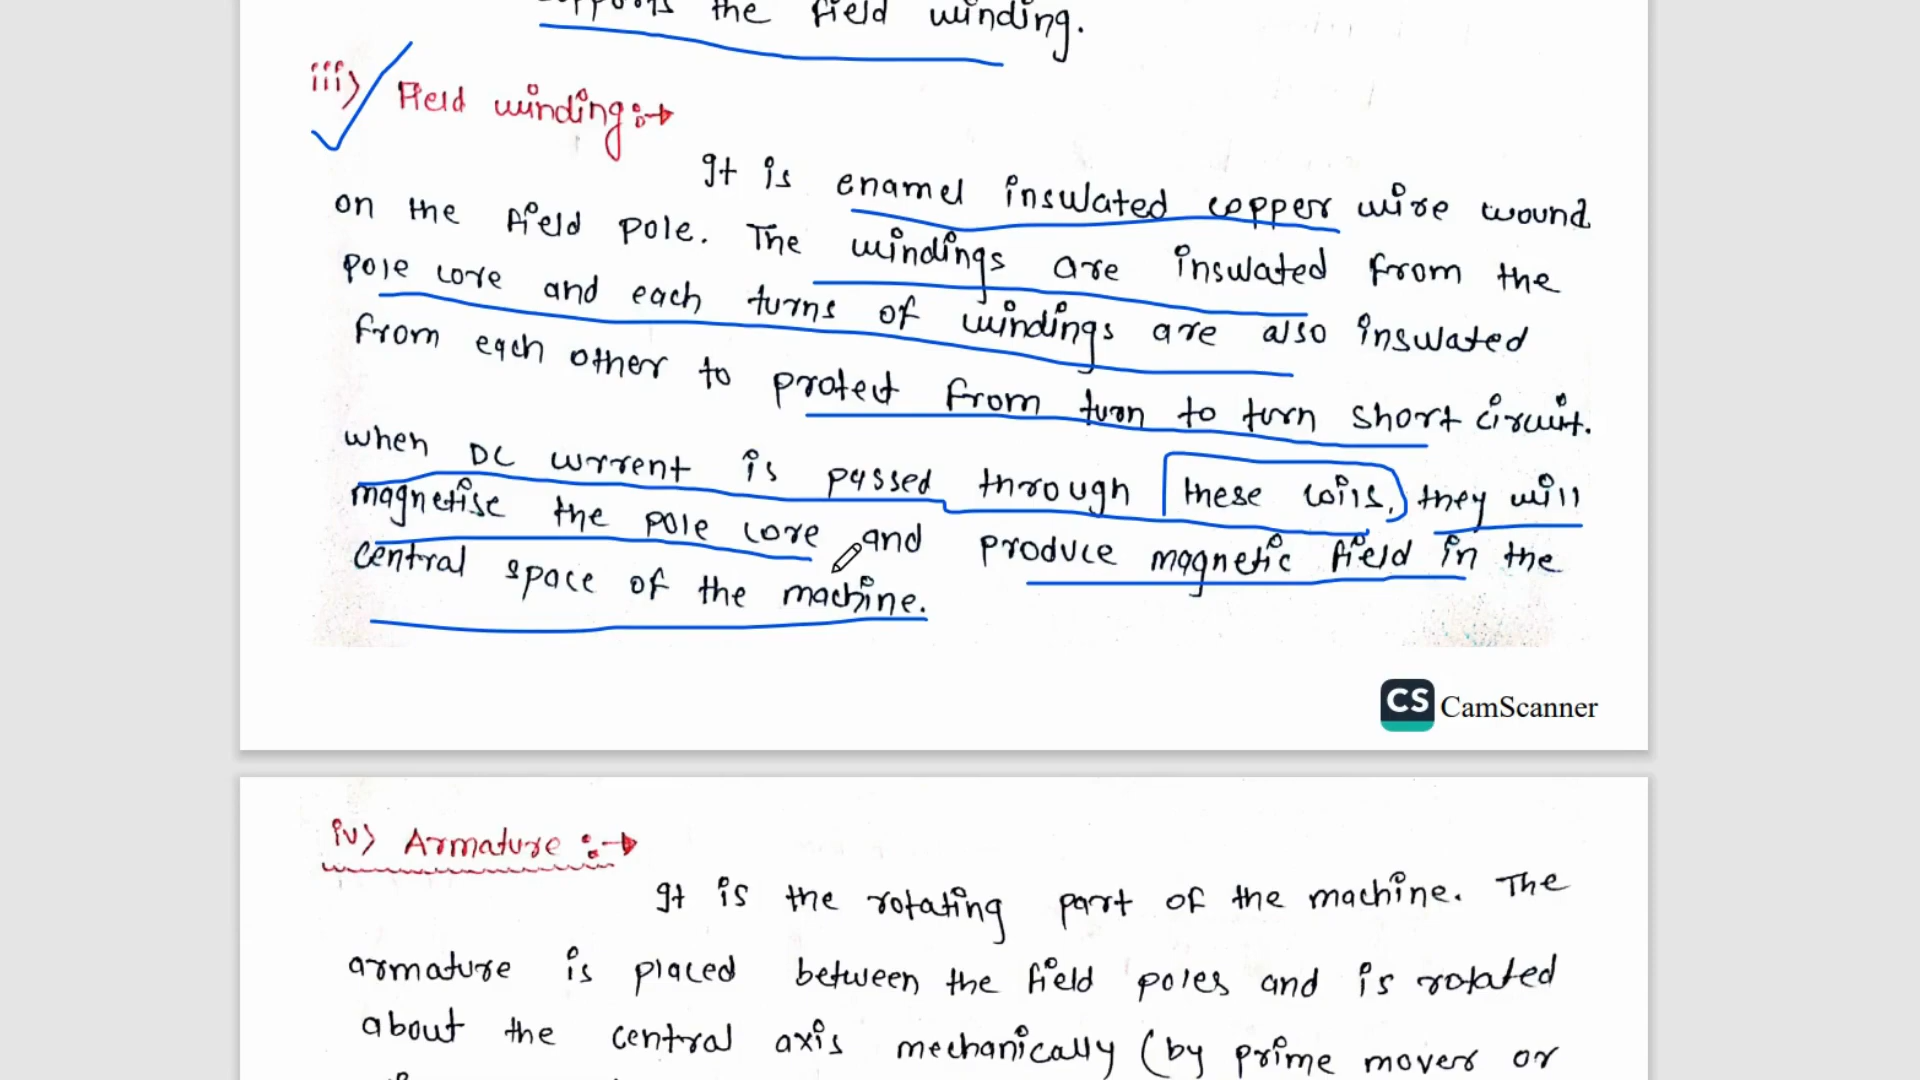 supports the field winding.
iii) Field winding:→
It is enamel insulated copper wire wound
on the field pole. The windings are insulated from the
pole core and each turns of windings are also insulated
from each other to protect from turn to turn short circuit.
when DC current is passed through these coils, they will
magnetise the pole core and produce magnetic field in the
central space of the machine.
CS CamScanner
iv) Armature :→
It is the rotating part of the machine. The
armature is placed between the field poles and is rotated
about the central axis mechanically (by prime mover or